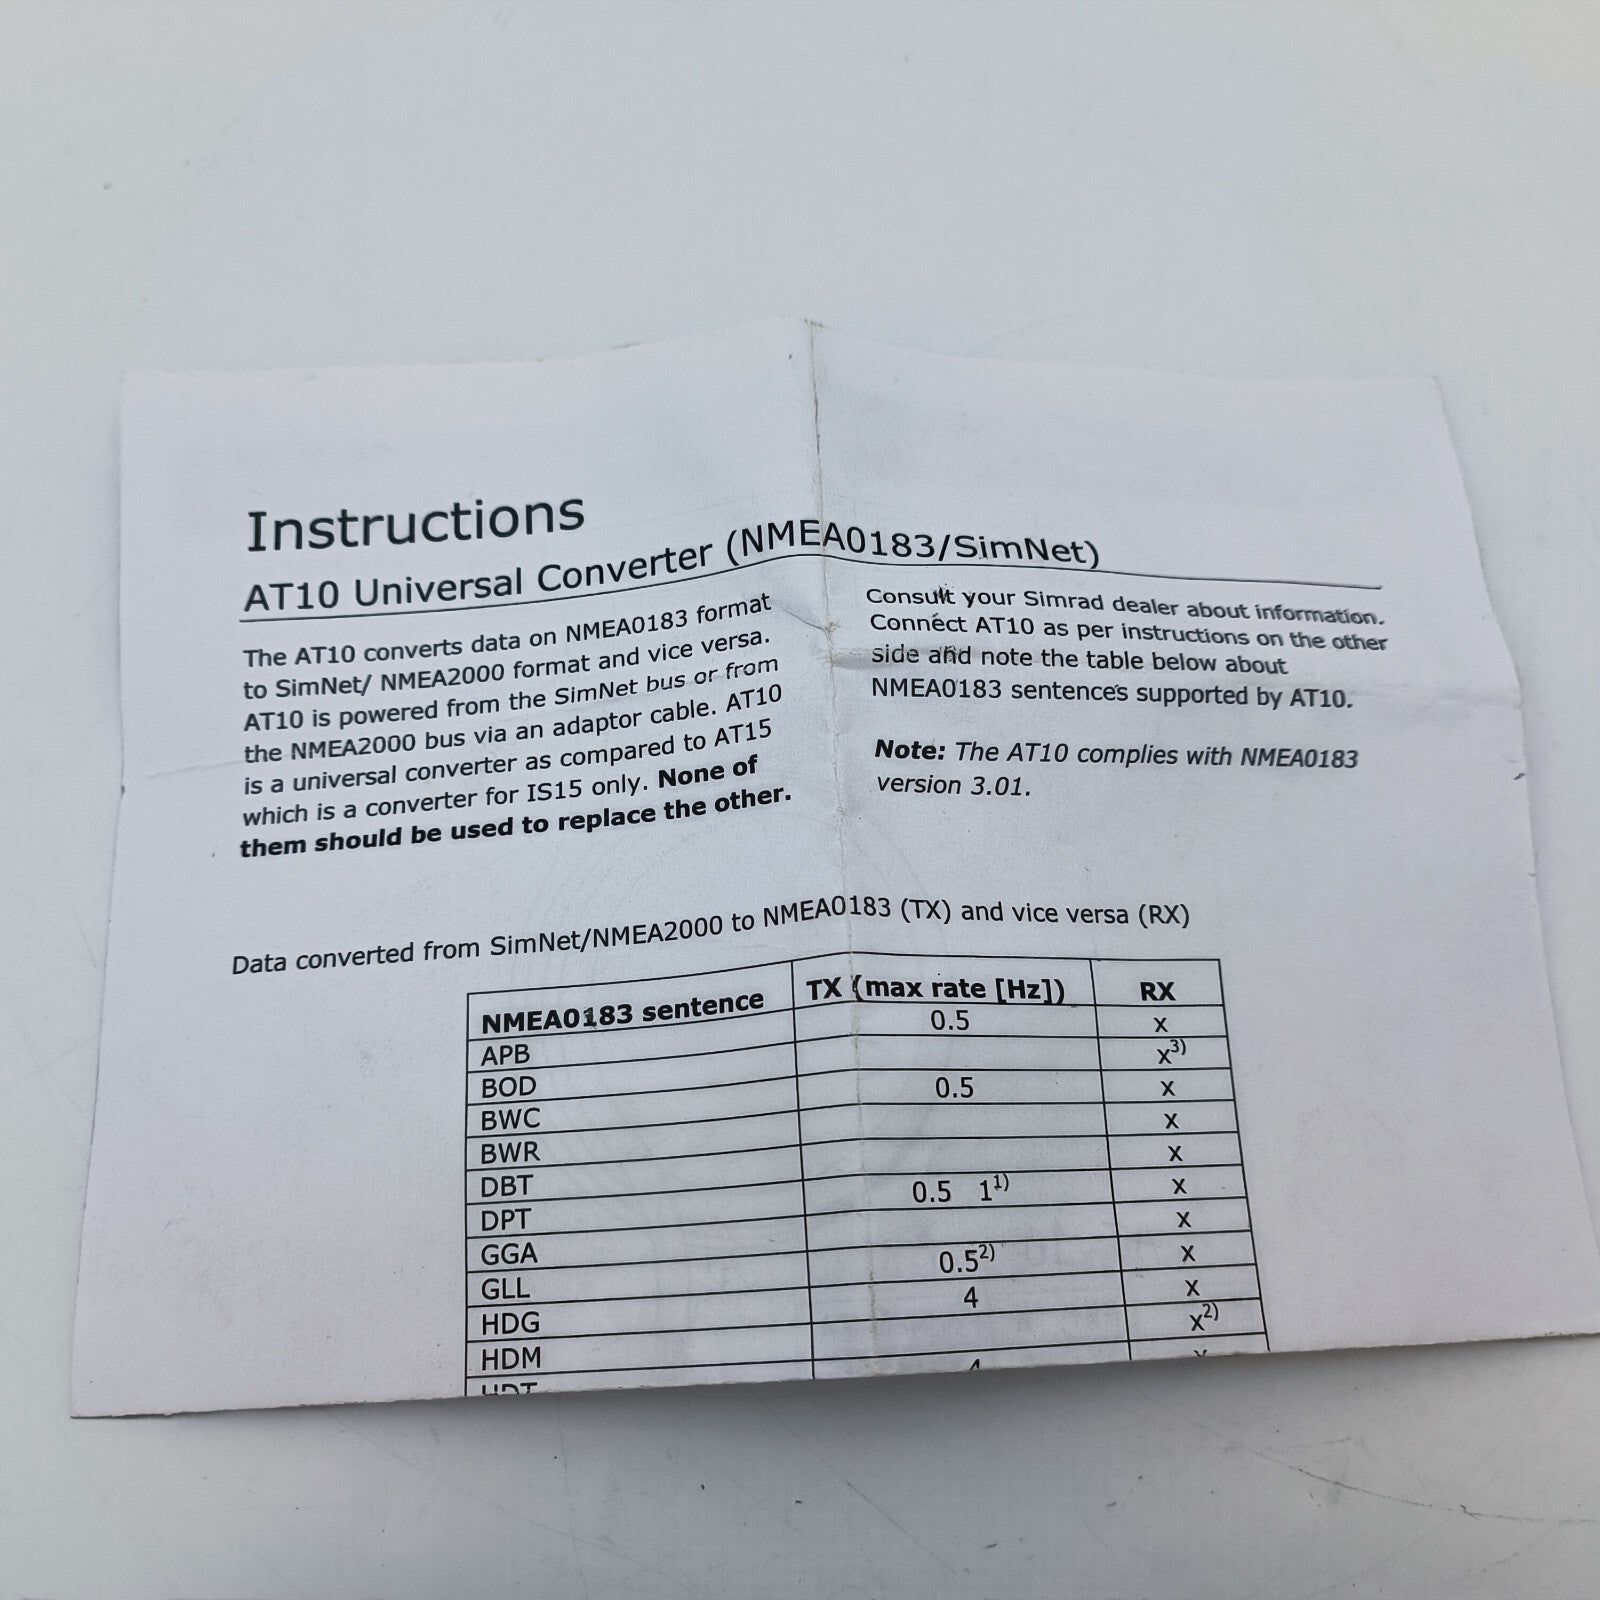 Instructions
AT10 Universal Converter (NMEA0183/SimNet)
The AT10 converts data on NMEA0183 format
to SimNet/ NMEA2000 format and vice versa.
AT10 is powered from the SimNet bus or from
the NMEA2000 bus via an adaptor cable. AT10
is a universal converter as compared to AT15
which is a converter for IS15 only. None of
them should be used to replace the other.
Consult your Simrad dealer about information.
Connect AT10 as per instructions on the other
side and note the table below about
NMEA0183 sentences supported by AT10.
Note: The AT10 complies with NMEA0183
version 3.01.
Data converted from SimNet/NMEA2000 to NMEA0183 (TX) and vice versa (RX)
NMEA0183 sentence TX (max rate [Hz]) RX
APB 0.5 x
BOD x3)
BWC 0.5 x
BWR x
DBT x
DPT 0.5 11) x
GGA x
GLL 0.52) x
HDG 4 x
HDM x2)